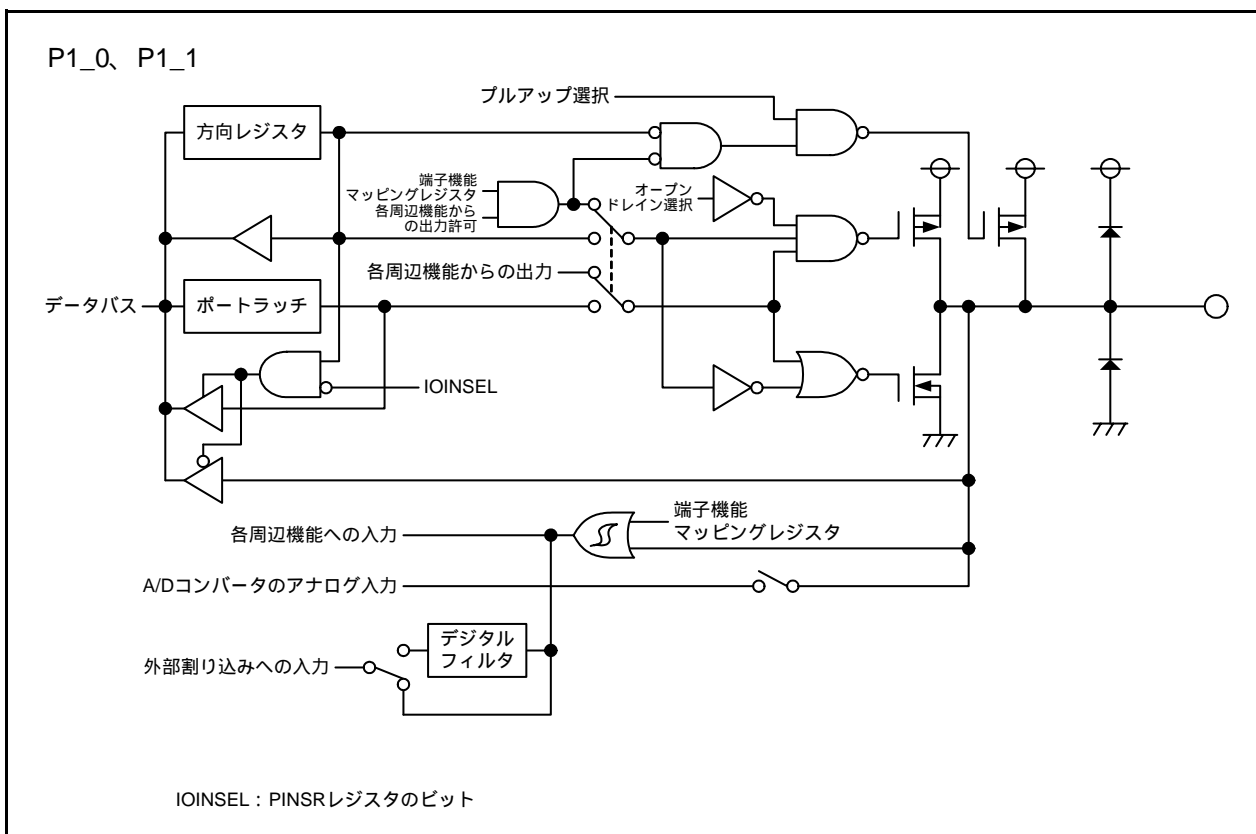 P1_0、P1_1
プルアップ選択
方向レジスタ
端子機能
マッピングレジスタ
各周辺機能から
の出力許可
オープン
ドレイン選択
各周辺機能からの出力
データバス
ポートラッチ
IOINSEL
端子機能
マッピングレジスタ
各周辺機能への入力
A/Dコンバータのアナログ入力
デジタル
フィルタ
外部割り込みへの入力
IOINSEL：PINSRレジスタのビット